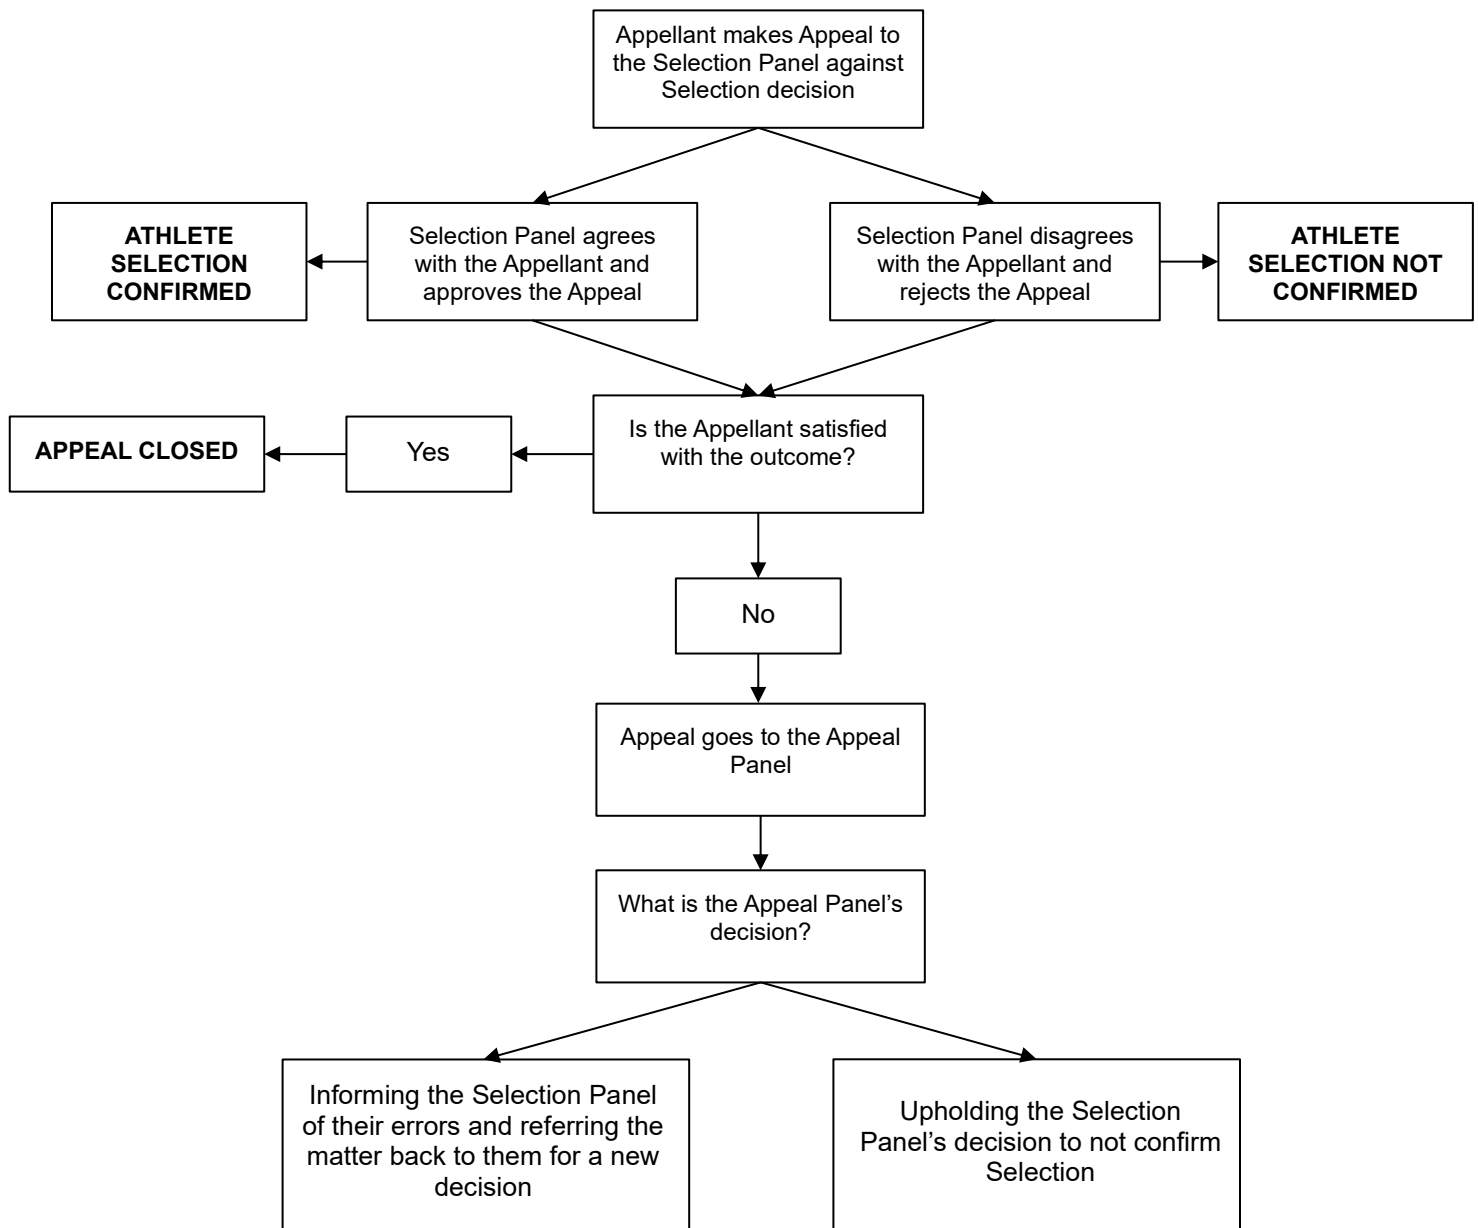 Appellant makes Appeal to
the Selection Panel against
Selection decision
ATHLETE
SELECTION
CONFIRMED
Selection Panel agrees
with the Appellant and
approves the Appeal
Selection Panel disagrees
with the Appellant and
rejects the Appeal
ATHLETE
SELECTION NOT
CONFIRMED
APPEAL CLOSED
Yes
Is the Appellant satisfied
with the outcome?
No
Appeal goes to the Appeal
Panel
What is the Appeal Panel’s
decision?
Informing the Selection Panel
of their errors and referring the
matter back to them for a new
decision
Upholding the Selection
Panel’s decision to not confirm
Selection